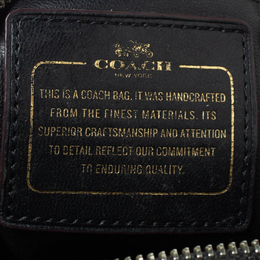 COACH
NEW YORK
THIS IS A COACH BAG. IT WAS HANDCRAFTED
FROM THE FINEST MATERIALS. ITS
SUPERIOR CRAFTSMANSHIP AND ATTENTION
TO DETAIL REFLECT OUR COMMITMENT
TO ENDURING QUALITY.